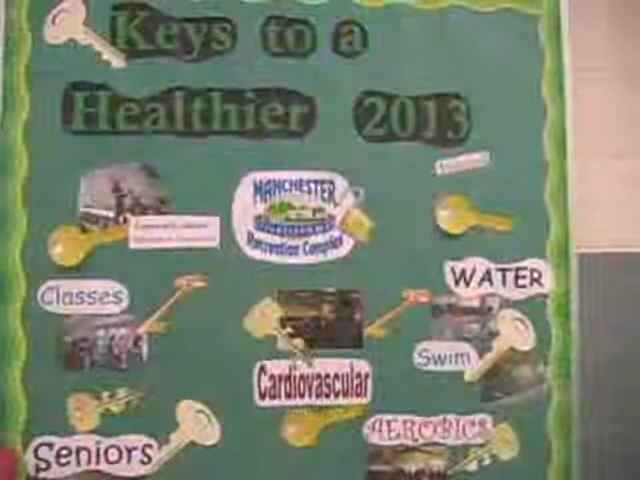 Keys to a
Healthier 2013
MANCHESTER
Recreation Complex
WATER
Classes
Swim
Cardiovascular
AEROBICS
Seniors